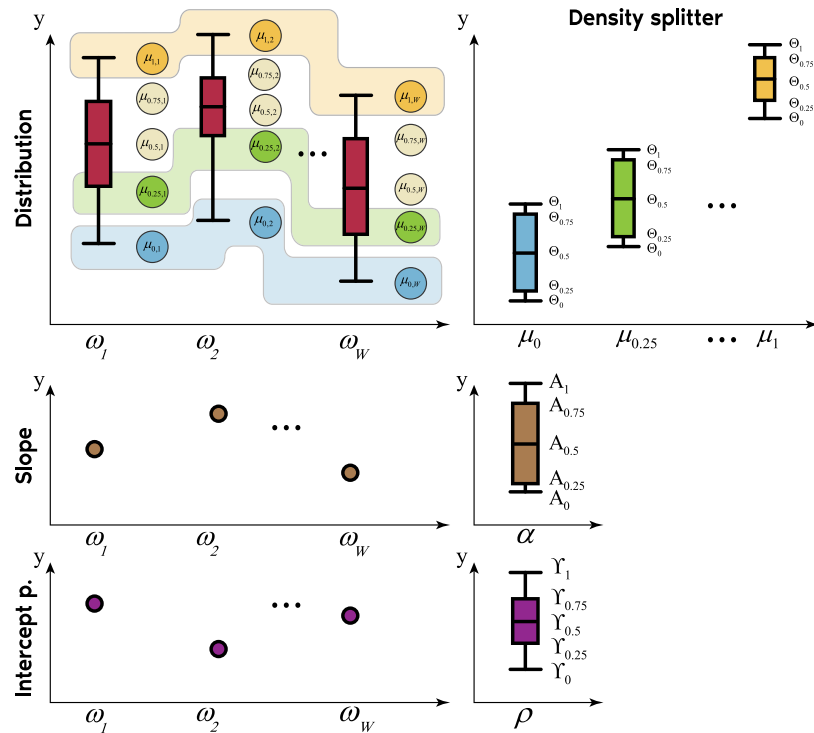 Density splitter
y
y
Distribution
μ1,1
μ0.75,1
μ0.5,1
μ0.25,1
μ0,1
μ1,2
μ0.75,2
μ0.5,2
μ0.25,2
μ0,2
...
μ1,W
μ0.75,W
μ0.5,W
μ0.25,W
μ0,W
ω1 ω2 ωW
Θ1
Θ0.75
Θ0.5
Θ0.25
Θ0
Θ1
Θ0.75
Θ0.5
Θ0.25
Θ0
...
Θ1
Θ0.75
Θ0.5
Θ0.25
Θ0
μ0 μ0.25 ... μ1
y
Slope
...
ω1 ω2 ωW
y
A1
A0.75
A0.5
A0.25
A0
α
y
Intercept p.
...
ω1 ω2 ωW
y
ϒ1
ϒ0.75
ϒ0.5
ϒ0.25
ϒ0
ρ